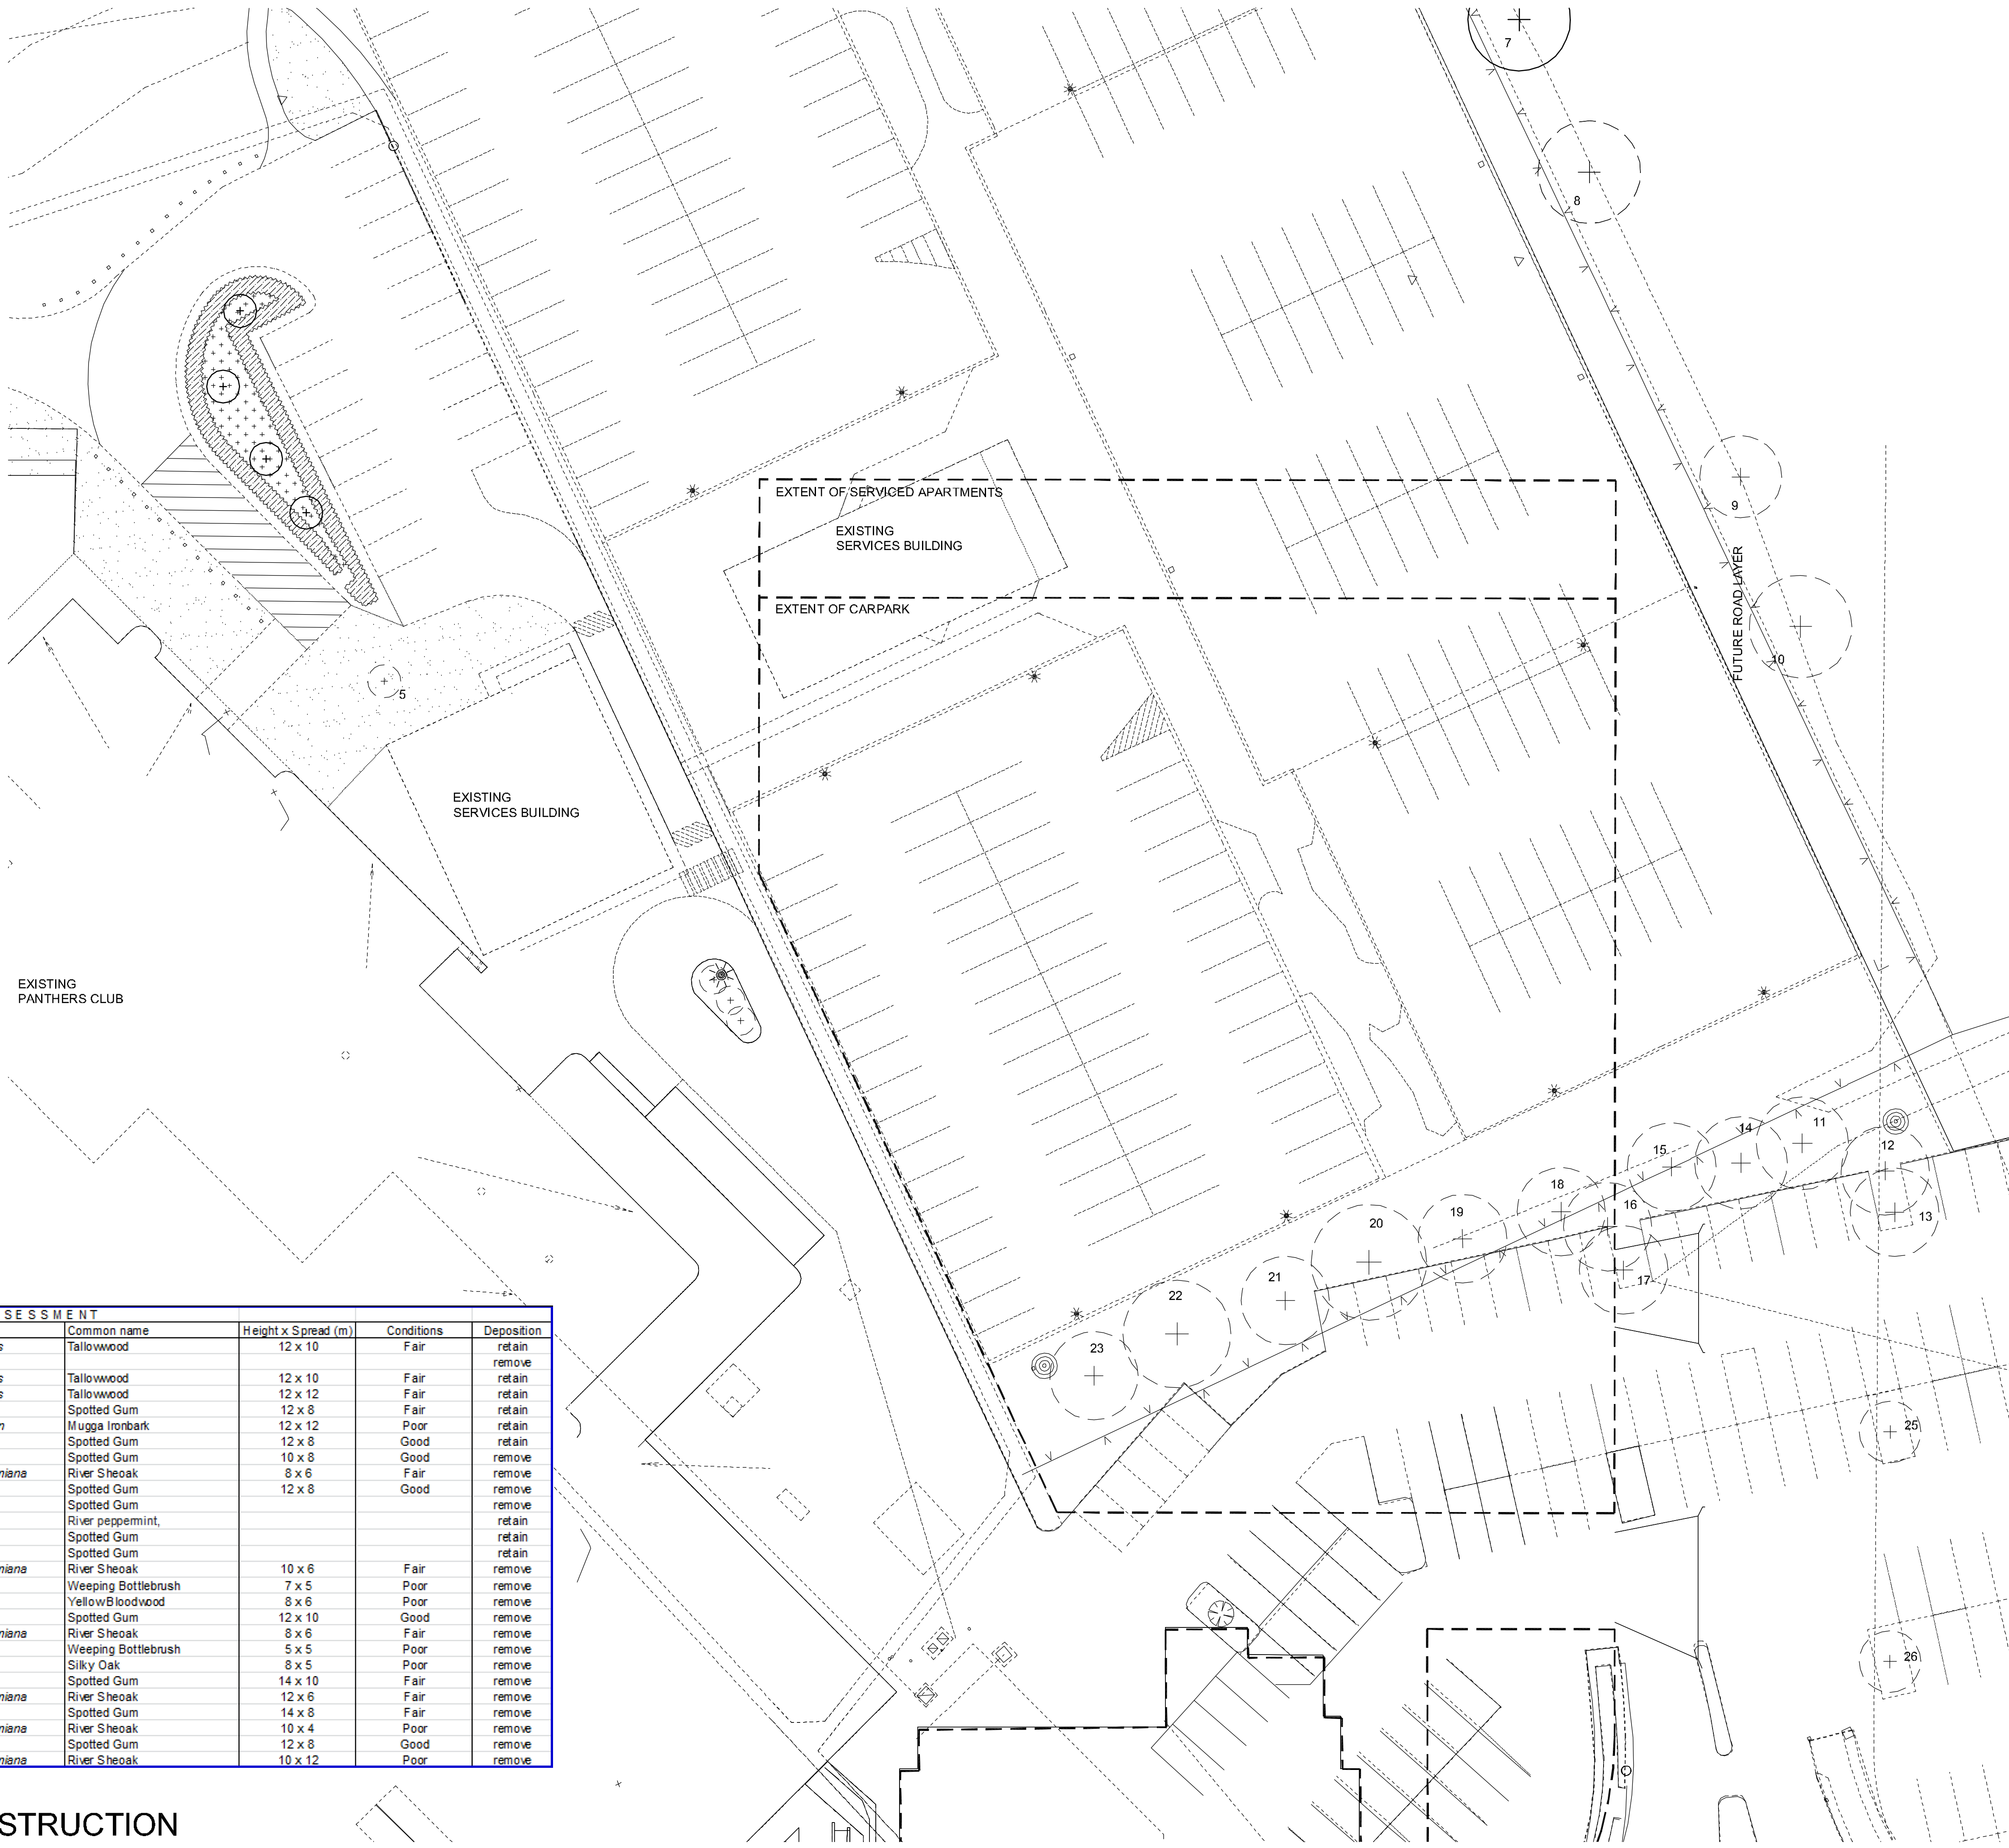 7
8
9
10
FUTURE ROAD LAYER
EXTENT OF SERVICED APARTMENTS
EXISTING
SERVICES BUILDING
EXTENT OF CARPARK
5
EXISTING
SERVICES BUILDING
EXISTING
PANTHERS CLUB
11
14
12
15
18
16
13
19
20
17
21
22
23
25
26
SESSMENT
Common name Height x Spread (m) Conditions Deposition
s Tallowwood 12 x 10 Fair retain
remove
s Tallowwood 12 x 10 Fair retain
s Tallowwood 12 x 12 Fair retain
Spotted Gum 12 x 8 Fair retain
n Mugga Ironbark 12 x 12 Poor retain
Spotted Gum 12 x 8 Good retain
Spotted Gum 10 x 8 Good remove
niana River Sheoak 8 x 6 Fair remove
Spotted Gum 12 x 8 Good remove
Spotted Gum remove
River peppermint, retain
Spotted Gum retain
Spotted Gum retain
niana River Sheoak 10 x 6 Fair remove
Weeping Bottlebrush 7 x 5 Poor remove
Yellow Bloodwood 8 x 6 Poor remove
Spotted Gum 12 x 10 Good remove
niana River Sheoak 8 x 6 Fair remove
Weeping Bottlebrush 5 x 5 Poor remove
Silky Oak 8 x 5 Poor remove
Spotted Gum 14 x 10 Fair remove
niana River Sheoak 12 x 6 Fair remove
Spotted Gum 14 x 8 Fair remove
niana River Sheoak 10 x 4 Poor remove
Spotted Gum 12 x 8 Good remove
niana River Sheoak 10 x 12 Poor remove
STRUCTION